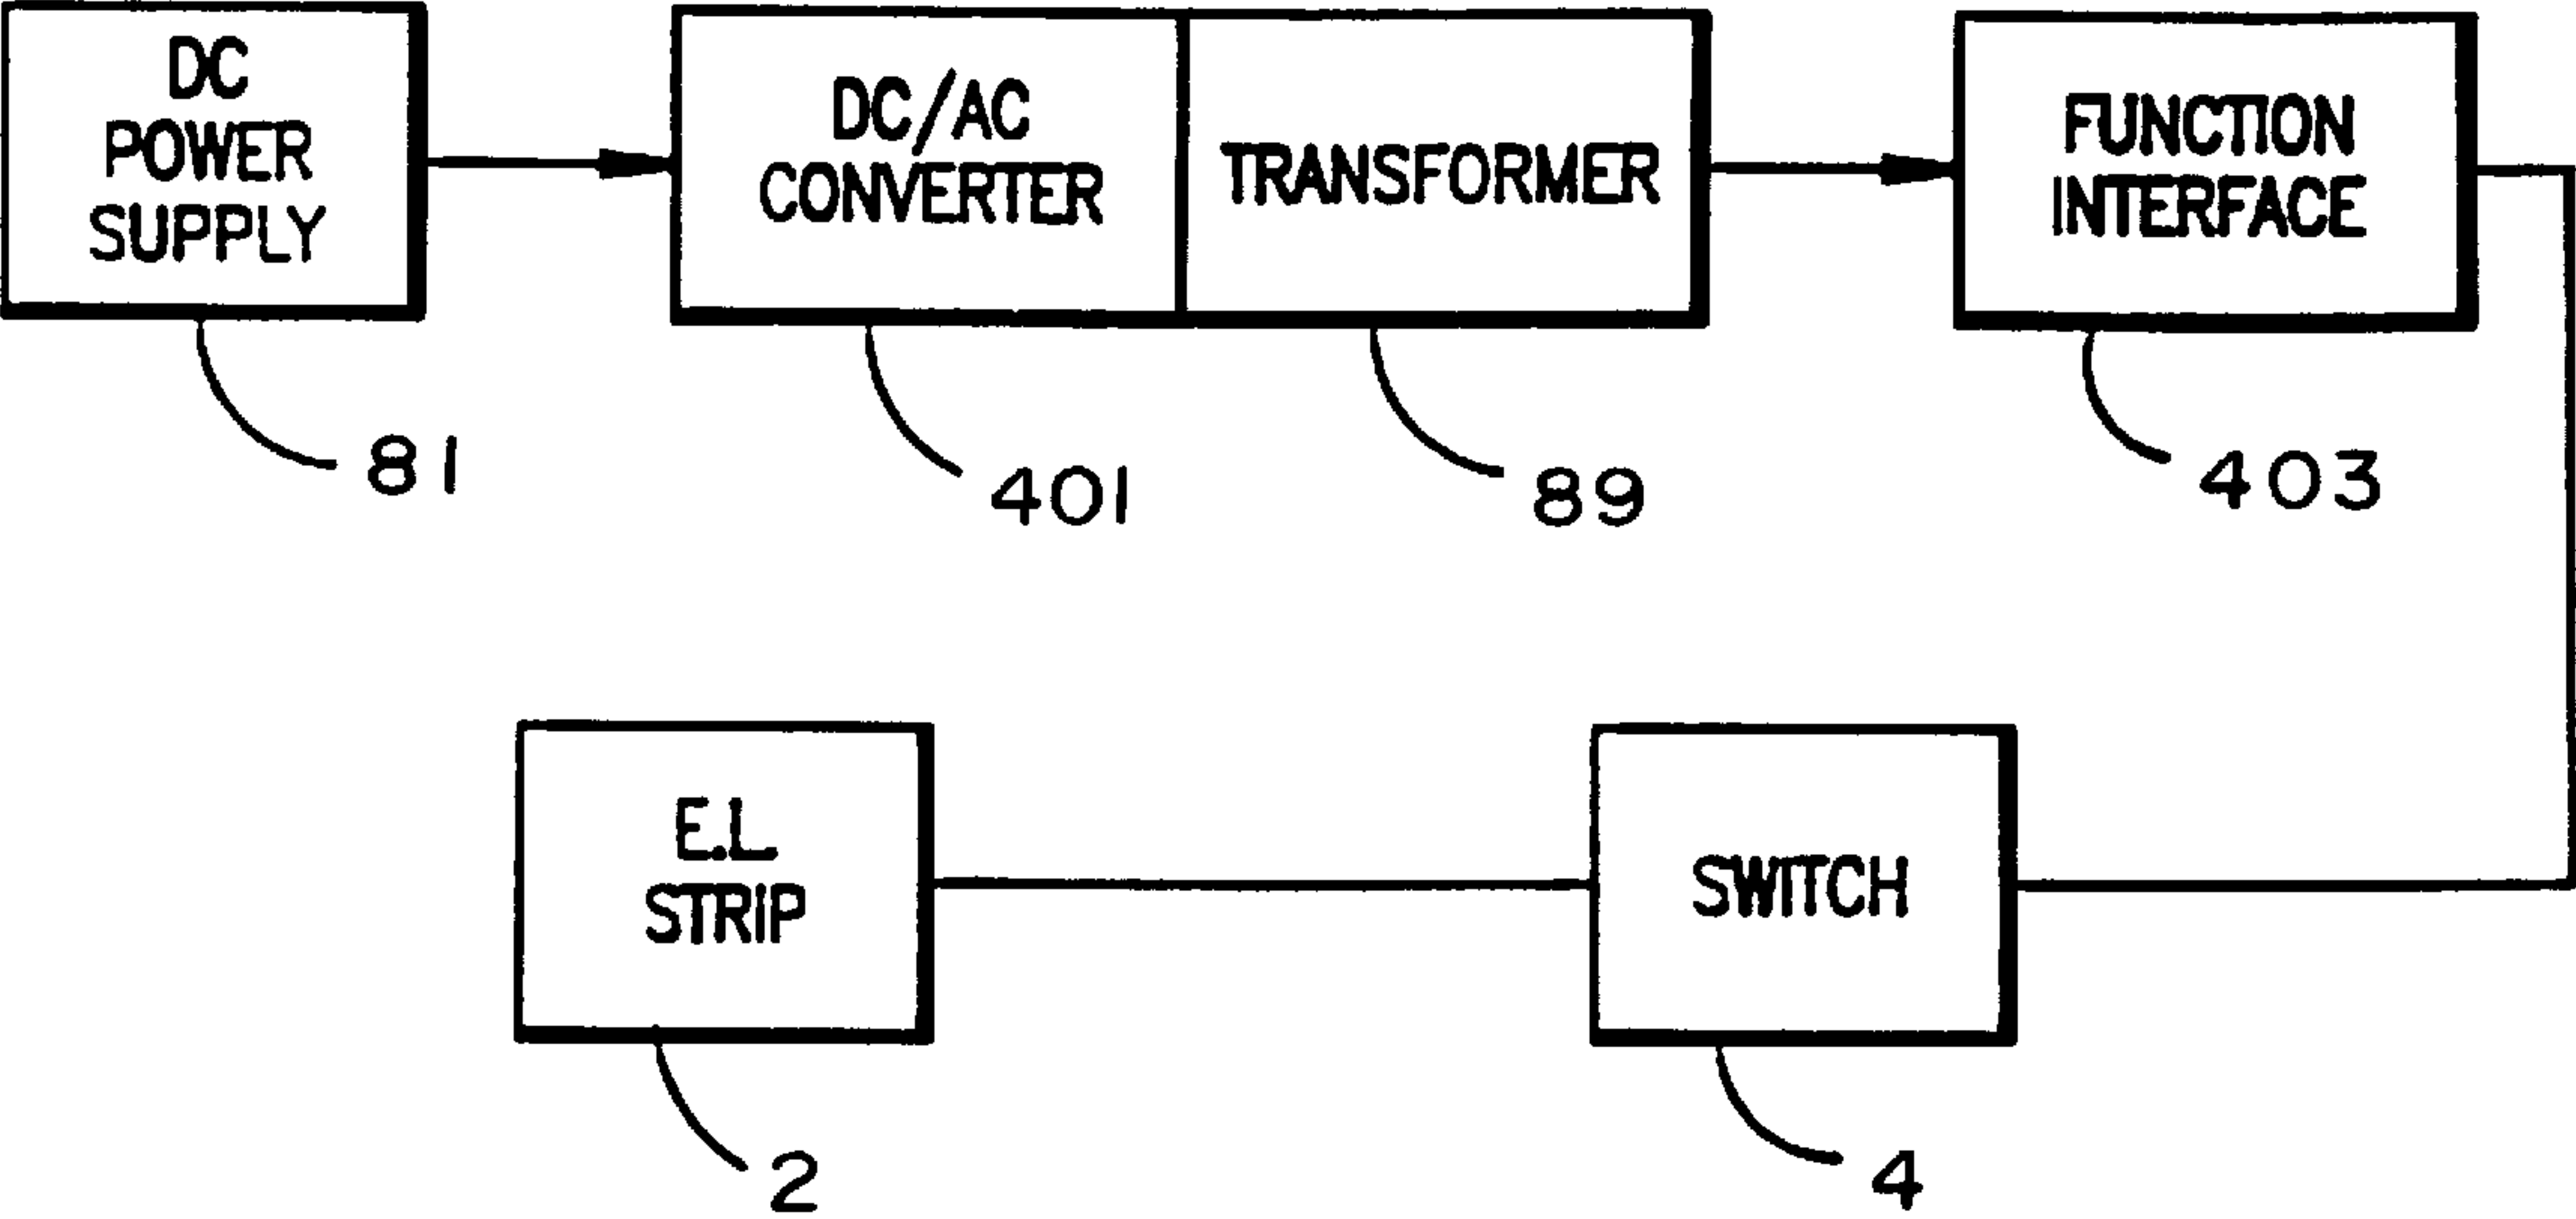 DC
POWER
SUPPLY
DC/AC
CONVERTER
TRANSFORMER
FUNCTION
INTERFACE
81
401
89
403
E.L.
STRIP
SWITCH
2
4